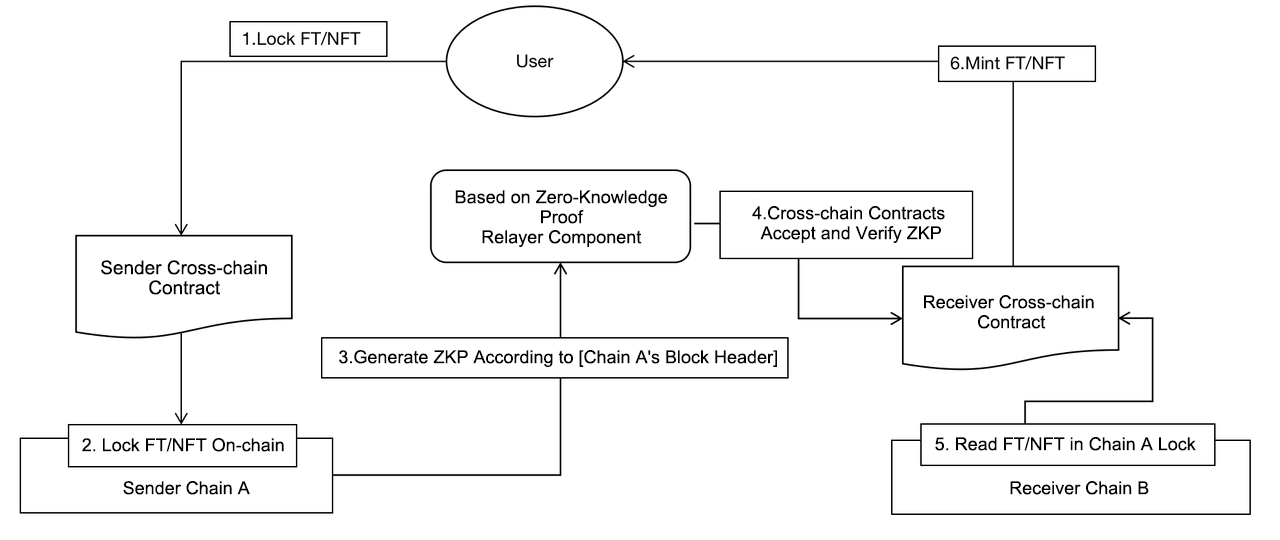 1.Lock FT/NFT
User
6.Mint FT/NFT
Based on Zero-Knowledge
Proof
Relayer Component
4.Cross-chain Contracts
Accept and Verify ZKP
Sender Cross-chain
Contract
Receiver Cross-chain
Contract
3.Generate ZKP According to [Chain A's Block Header]
2. Lock FT/NFT On-chain
Sender Chain A
5. Read FT/NFT in Chain A Lock
Receiver Chain B